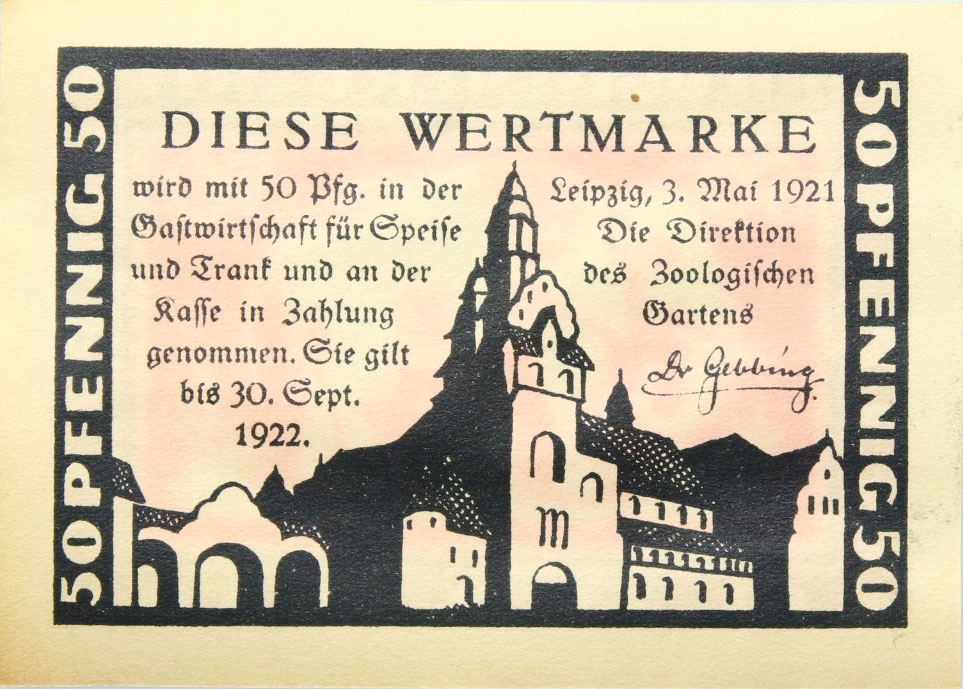 DIESE WERTMARKE
wird mit 50 Pfg. in der
Gastwirtschaft für Speise
und Trank und an der
Kasse in Zahlung
genommen. Sie gilt
bis 30. Sept.
1922.
Leipzig, 3. Mai 1921
Die Direktion
des Zoologischen
Gartens
Dr Gebbing.
50 PFENNIG 50
50 PFENNIG 50
M